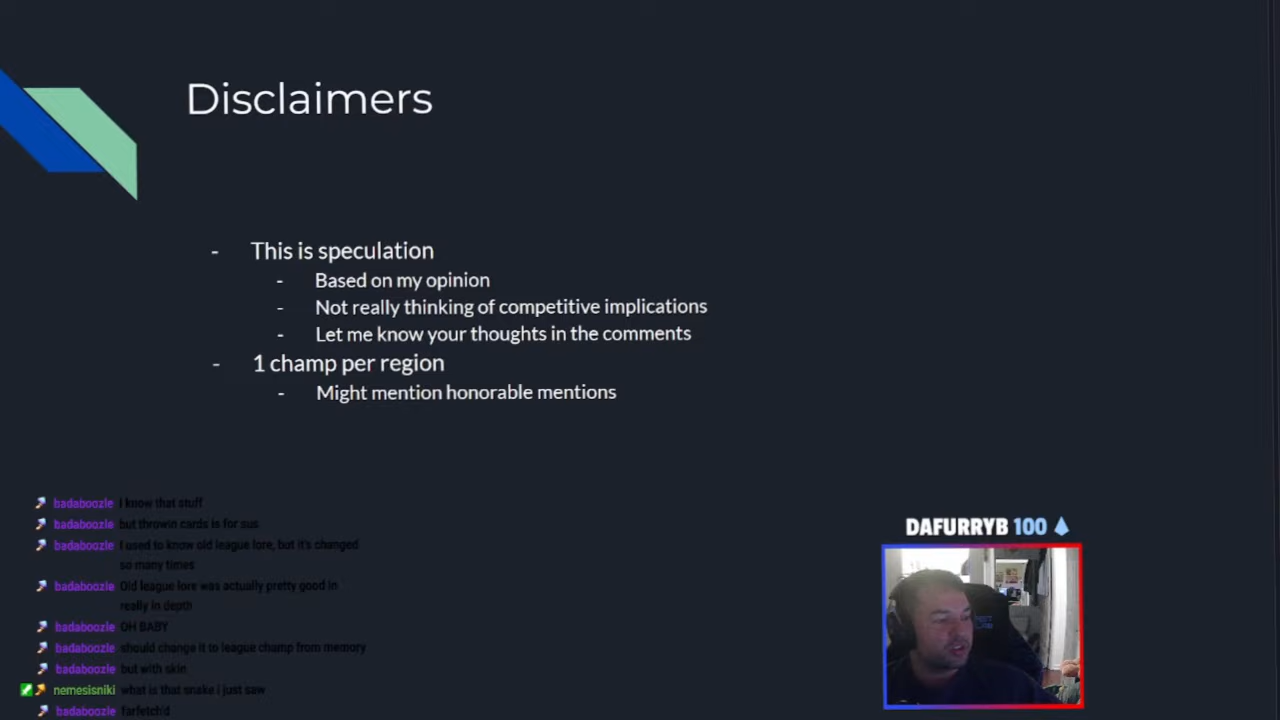 Disclaimers
- This is speculation
- Based on my opinion
- Not really thinking of competitive implications
- Let me know your thoughts in the comments
- 1 champ per region
- Might mention honorable mentions
badaboozle I know that stuff
badaboozle but throwin cards is for sus
badaboozle I used to know old league lore, but it's changed
so many times
badaboozle Old league lore was actually pretty good in
really in depth
badaboozle OH BABY
badaboozle should change it to league champ from memory
badaboozle but with skin
nemesisniki what is that snake i just saw
badaboozle farfetch'd
DAFURRYB 100